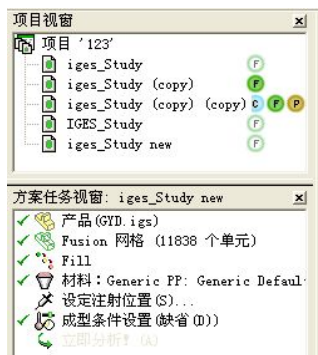 项目视窗
项目 '123'
iges_Study F
iges_Study (copy) F
iges_Study (copy) (copy) C F P
IGES_Study F
iges_Study new F
方案任务视窗: iges_Study new
产品(GYD.igs)
Fusion 网格 (11838 个单元)
Fill
材料：Generic PP: Generic Defaul
设定注射位置(S)...
成型条件设置(缺省(D))
立即分析! (A)